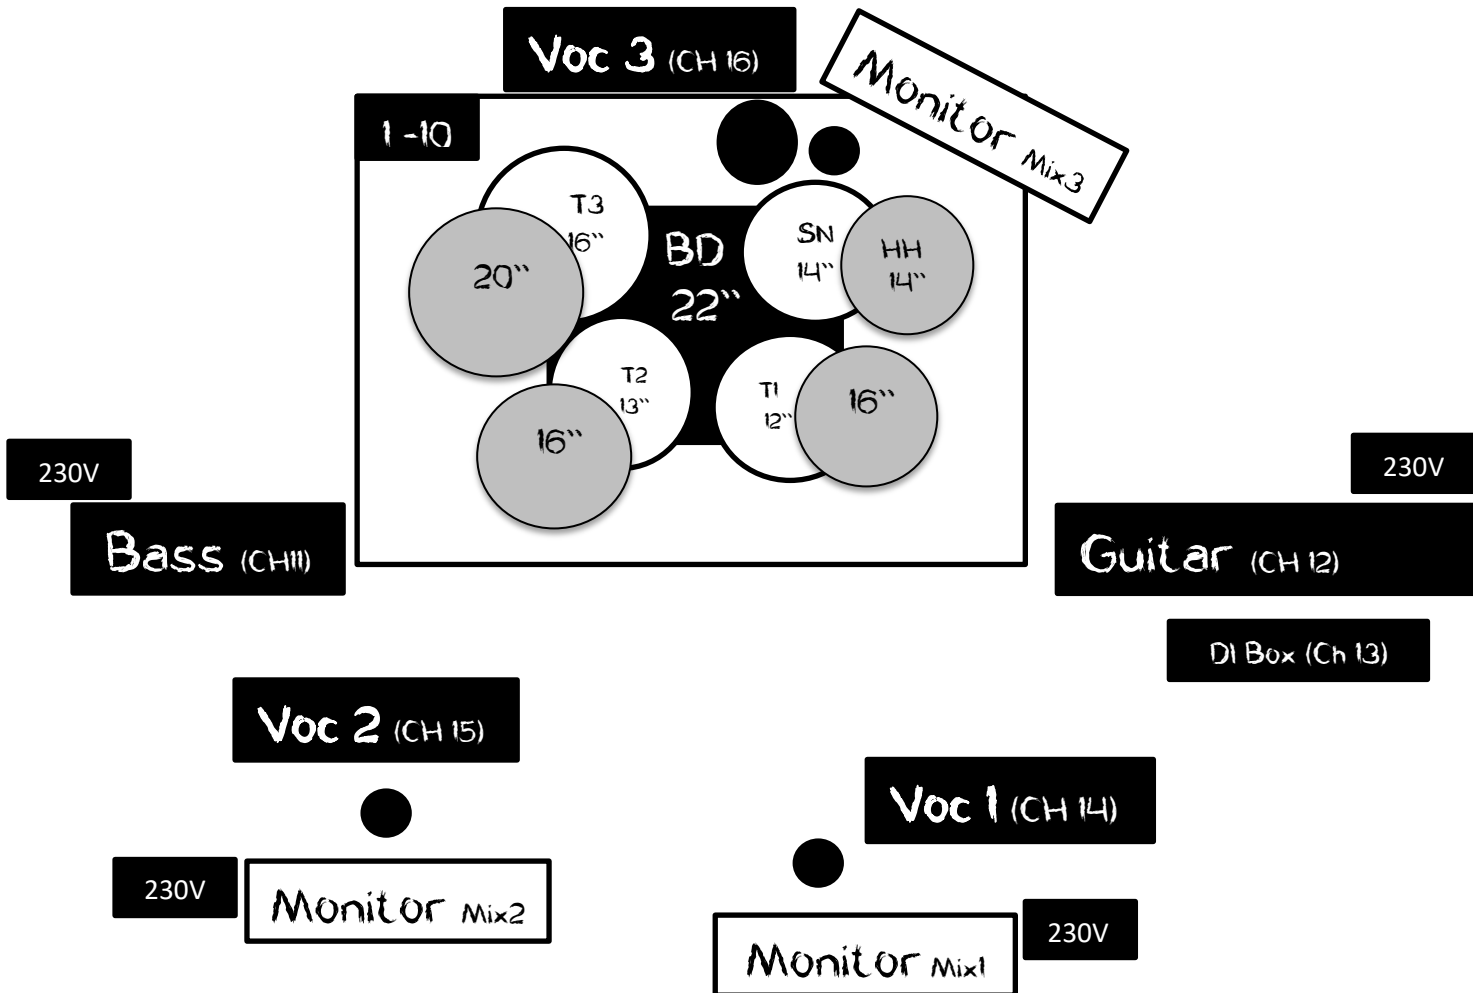 Voc 3 (CH 16)
Monitor Mix3
1 -10
T3
16``
20``
BD
22``
SN
14``
HH
14``
T2
13``
16``
T1
12``
16``
230V
230V
Bass (CH11)
Guitar (CH 12)
DI Box (Ch 13)
Voc 2 (CH 15)
Voc 1 (CH 14)
230V
Monitor Mix2
Monitor Mix1
230V